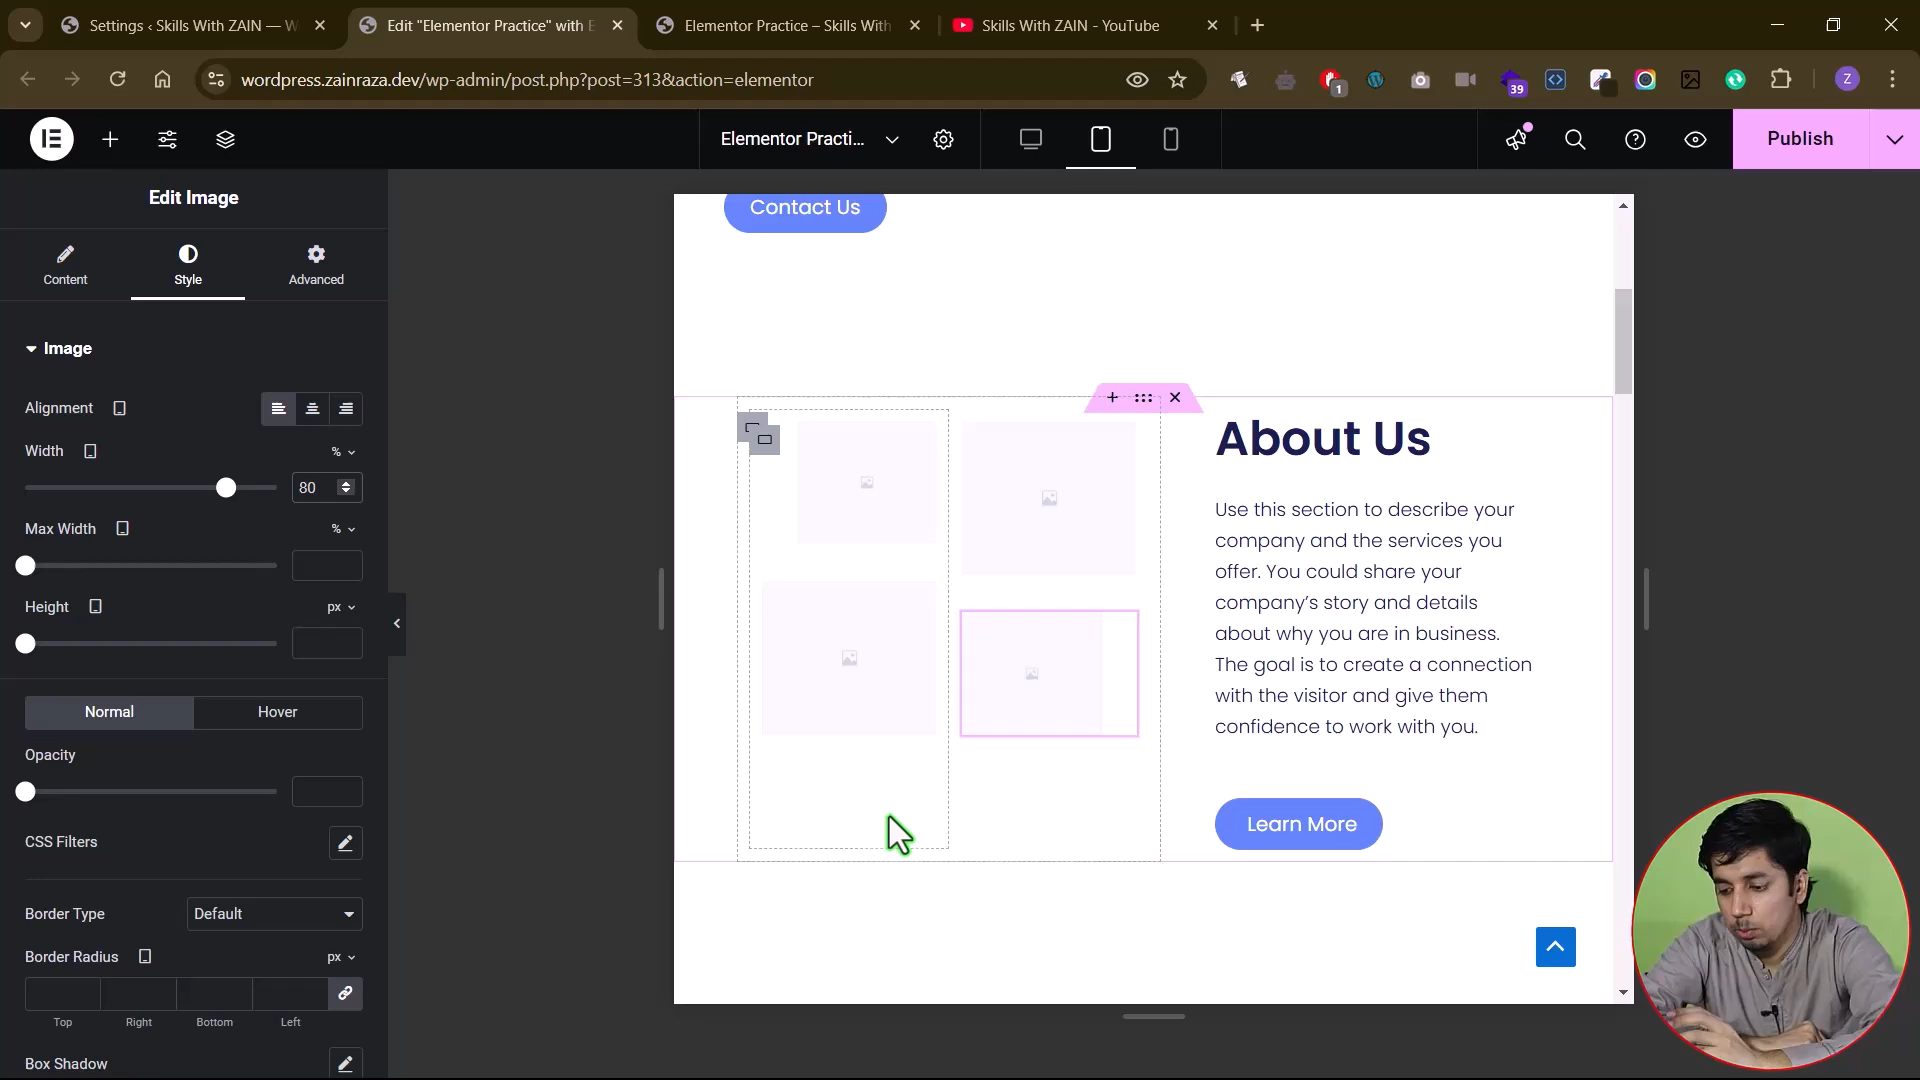 Settings ‹ Skills With ZAIN — W
Edit "Elementor Practice" with E
Elementor Practice – Skills With
Skills With ZAIN - YouTube
wordpress.zainraza.dev/wp-admin/post.php?post=313&action=elementor
1
39
Z
Elementor Practi...
Publish
Edit Image
Content
Style
Advanced
Image
Alignment
Width
%
80
Max Width
%
Height
px
Normal
Hover
Opacity
CSS Filters
Border Type
Default
Border Radius
px
Top
Right
Bottom
Left
Box Shadow
Contact Us
About Us
Use this section to describe your
company and the services you
offer. You could share your
company’s story and details
about why you are in business.
The goal is to create a connection
with the visitor and give them
confidence to work with you.
Learn More